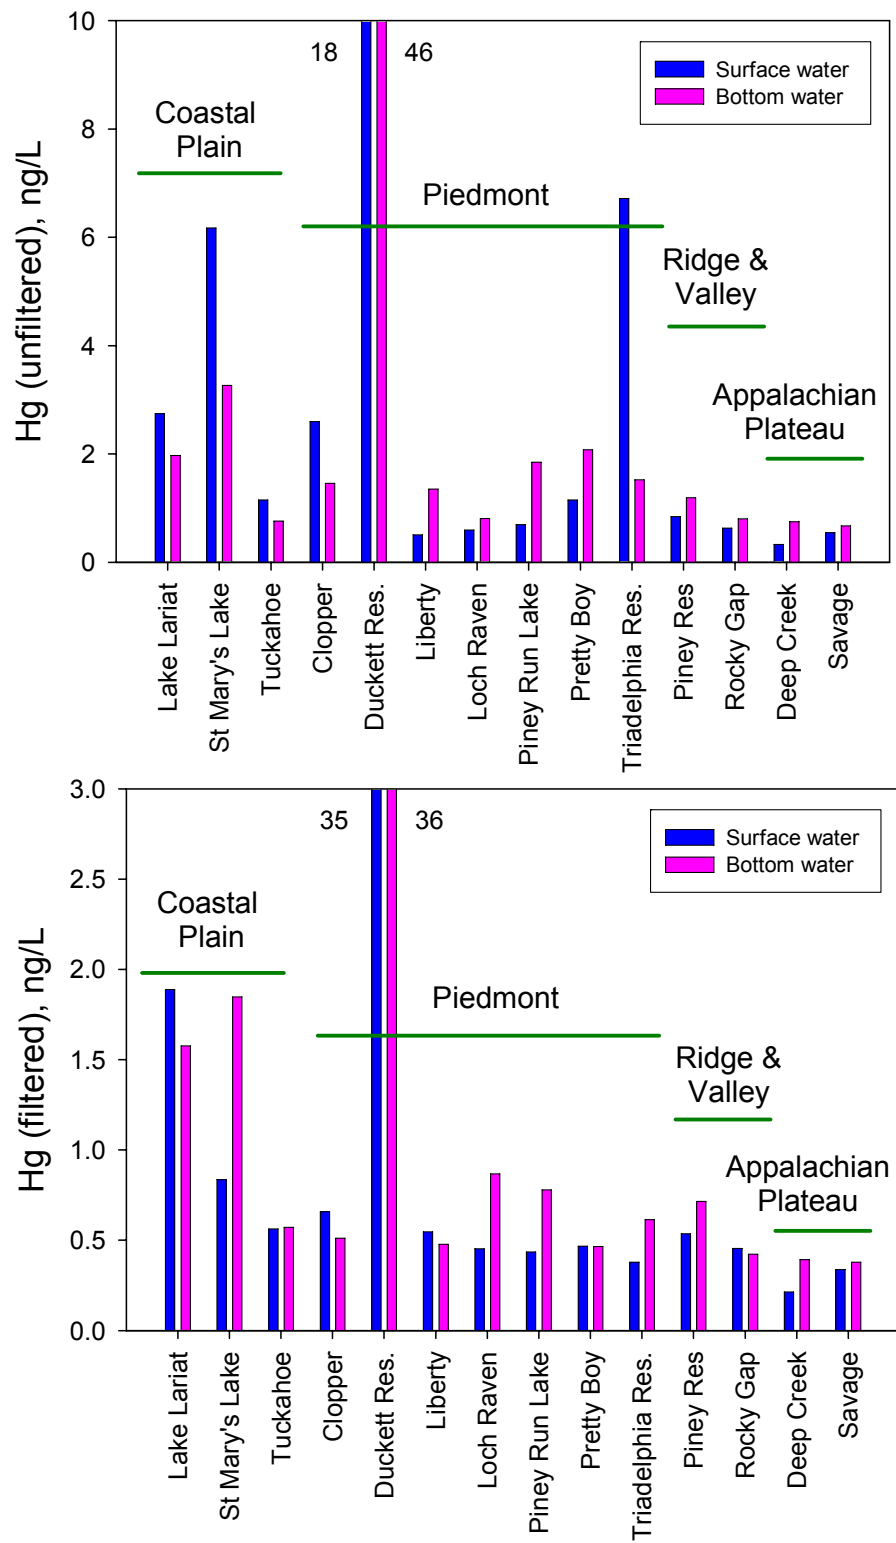 10
8
6
4
2
0
Hg (unfiltered), ng/L
18
46
Surface water
Bottom water
Coastal
Plain
Piedmont
Ridge &
Valley
Appalachian
Plateau
Lake Lariat
St Mary's Lake
Tuckahoe
Clopper
Duckett Res.
Liberty
Loch Raven
Piney Run Lake
Pretty Boy
Triadelphia Res.
Piney Res
Rocky Gap
Deep Creek
Savage
3.0
2.5
2.0
1.5
1.0
0.5
0.0
Hg (filtered), ng/L
35
36
Surface water
Bottom water
Coastal
Plain
Piedmont
Ridge &
Valley
Appalachian
Plateau
Lake Lariat
St Mary's Lake
Tuckahoe
Clopper
Duckett Res.
Liberty
Loch Raven
Piney Run Lake
Pretty Boy
Triadelphia Res.
Piney Res
Rocky Gap
Deep Creek
Savage